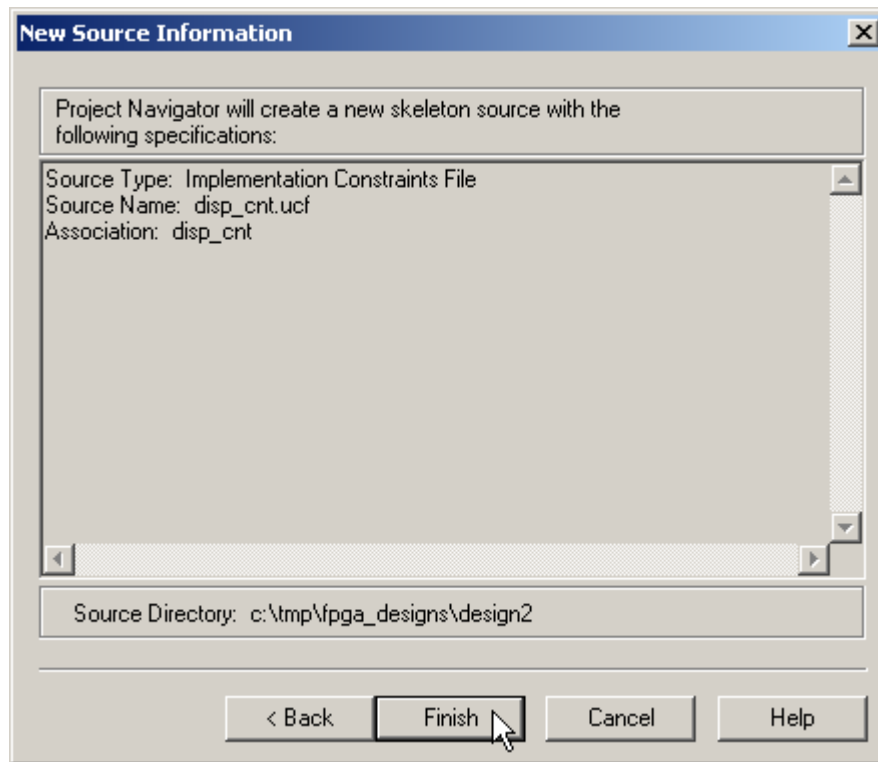 New Source Information
Project Navigator will create a new skeleton source with the
following specifications:
Source Type:  Implementation Constraints File
Source Name:  disp_cnt.ucf
Association:  disp_cnt
Source Directory:  c:\tmp\fpga_designs\design2
< Back
Finish
Cancel
Help